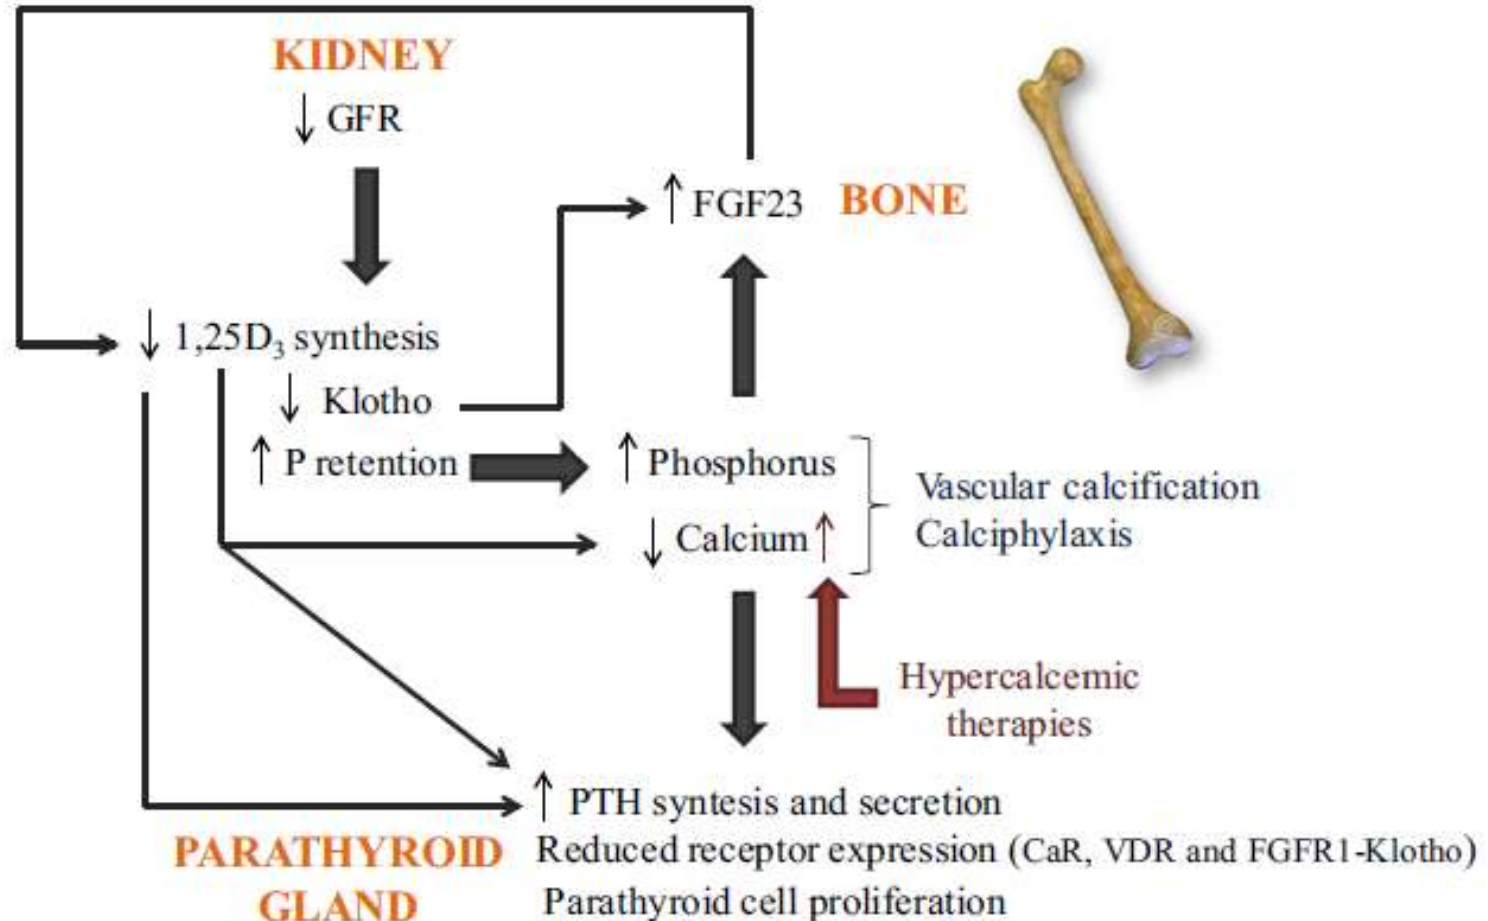 KIDNEY
↓ GFR
↑ FGF23 BONE
↓ 1,25D₃ synthesis
↓ Klotho
↑ P retention
↑ Phosphorus
↓ Calcium ↑
Vascular calcification
Calciphylaxis
Hypercalcemic
therapies
↑ PTH syntesis and secretion
PARATHYROID
GLAND
Reduced receptor expression (CaR, VDR and FGFR1-Klotho)
Parathyroid cell proliferation